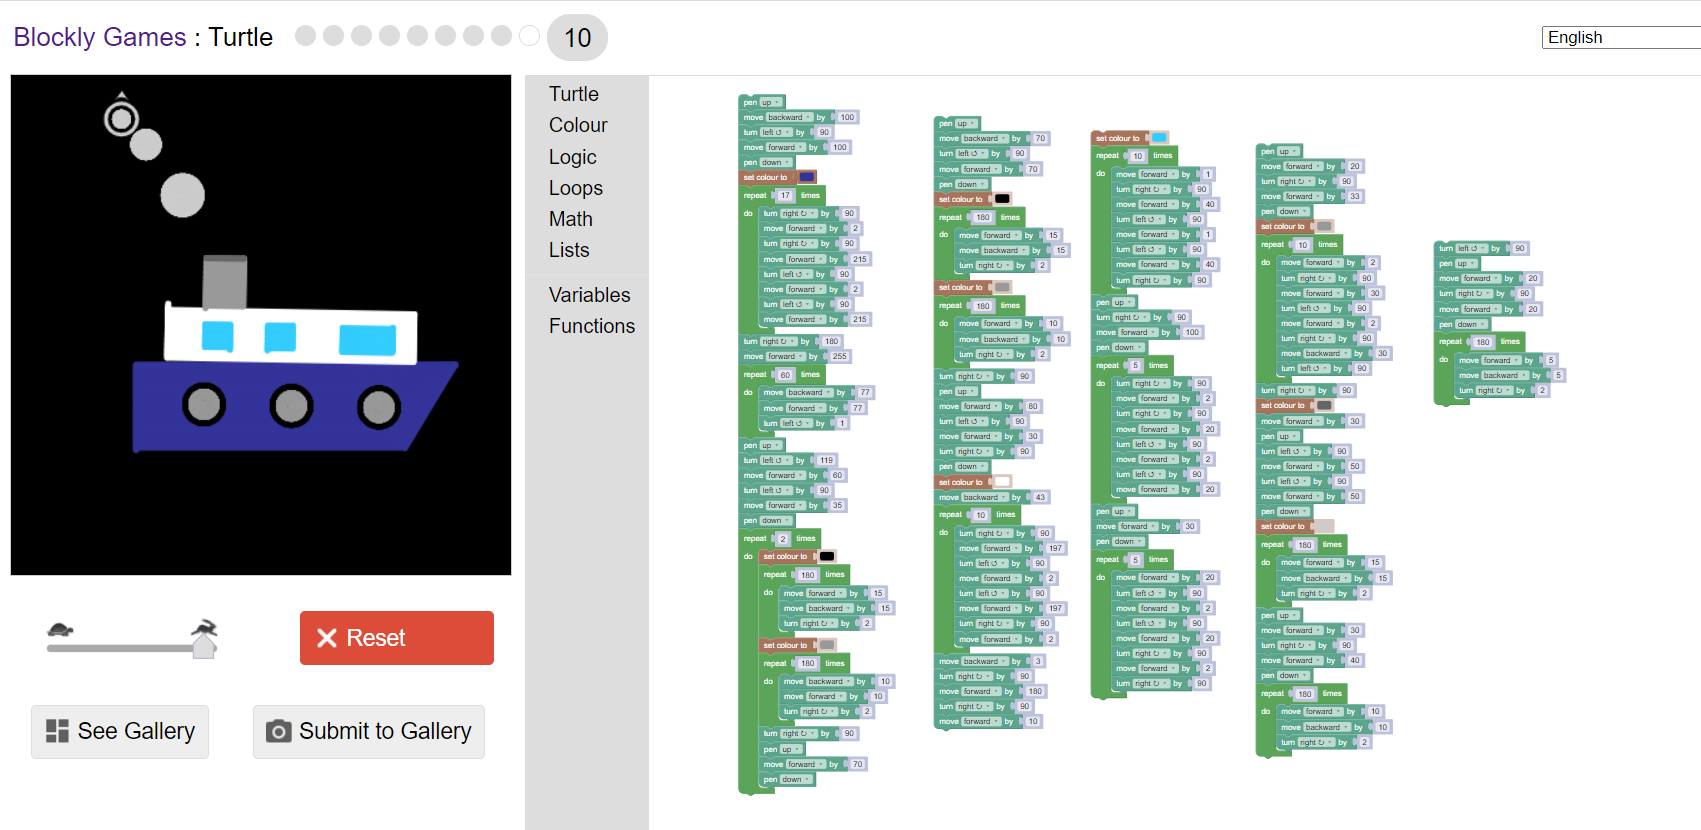 Blockly Games : Turtle
10
English
Turtle
Colour
Logic
Loops
Math
Lists
Variables
Functions
Reset
See Gallery
Submit to Gallery
pen up
move backward by 100
turn left ↺ by 90
move forward by 100
pen down
set colour to
repeat 17 times
do turn right ↻ by 90
move forward by 2
turn right ↻ by 90
move forward by 215
turn left ↺ by 90
move forward by 2
turn left ↺ by 90
move forward by 215
turn right ↻ by 180
move forward by 255
repeat 60 times
do move backward by 77
move forward by 77
turn left ↺ by 1
pen up
turn left ↺ by 119
move forward by 60
turn left ↺ by 90
move forward by 35
pen down
repeat 2 times
do set colour to
repeat 180 times
do move forward by 15
move backward by 15
turn right ↻ by 2
set colour to
repeat 180 times
do move backward by 10
move forward by 10
turn right ↻ by 2
turn right ↻ by 90
pen up
move forward by 70
pen down
pen up
move backward by 70
turn left ↺ by 90
move forward by 70
pen down
set colour to
repeat 180 times
do move forward by 15
move backward by 15
turn right ↻ by 2
set colour to
repeat 180 times
do move forward by 10
move backward by 10
turn right ↻ by 2
turn right ↻ by 90
pen up
move forward by 80
turn left ↺ by 90
move forward by 30
turn right ↻ by 90
pen down
set colour to
move backward by 43
repeat 10 times
do turn right ↻ by 90
move forward by 197
turn left ↺ by 90
move forward by 2
turn left ↺ by 90
move forward by 197
turn right ↻ by 90
move forward by 2
move backward by 3
turn right ↻ by 90
move forward by 180
turn right ↻ by 90
move forward by 10
set colour to
repeat 10 times
do move forward by 1
turn right ↻ by 90
move forward by 40
turn left ↺ by 90
move forward by 1
turn left ↺ by 90
move forward by 40
turn right ↻ by 90
pen up
turn right ↻ by 90
move forward by 100
pen down
repeat 5 times
do turn right ↻ by 90
move forward by 2
turn right ↻ by 90
move forward by 20
turn left ↺ by 90
move forward by 2
turn left ↺ by 90
move forward by 20
pen up
move forward by 30
pen down
repeat 5 times
do move forward by 20
turn left ↺ by 90
move forward by 2
turn left ↺ by 90
move forward by 20
turn right ↻ by 90
move forward by 2
turn right ↻ by 90
pen up
move forward by 20
turn right ↻ by 90
move forward by 33
pen down
set colour to
repeat 10 times
do move forward by 2
turn right ↻ by 90
move forward by 30
turn left ↺ by 90
move forward by 2
turn right ↻ by 90
move backward by 30
turn left ↺ by 90
turn right ↻ by 90
set colour to
move forward by 30
pen up
turn left ↺ by 90
move forward by 50
turn left ↺ by 90
move forward by 50
pen down
set colour to
repeat 180 times
do move forward by 15
move backward by 15
turn right ↻ by 2
pen up
move forward by 30
turn right ↻ by 90
move forward by 40
pen down
repeat 180 times
do move forward by 10
move backward by 10
turn right ↻ by 2
turn left ↺ by 90
pen up
move forward by 20
turn right ↻ by 90
move forward by 20
pen down
repeat 180 times
do move forward by 5
move backward by 5
turn right ↻ by 2